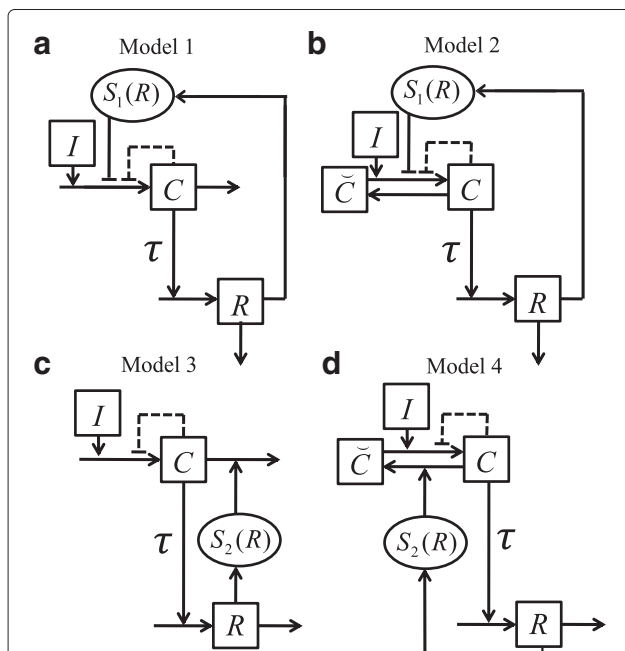 a Model 1
S₁(R)
I
C
τ
R
b Model 2
S₁(R)
I
C̆
C
τ
R
c Model 3
I
C
τ
S₂(R)
R
d Model 4
I
C̆
C
S₂(R)
τ
R